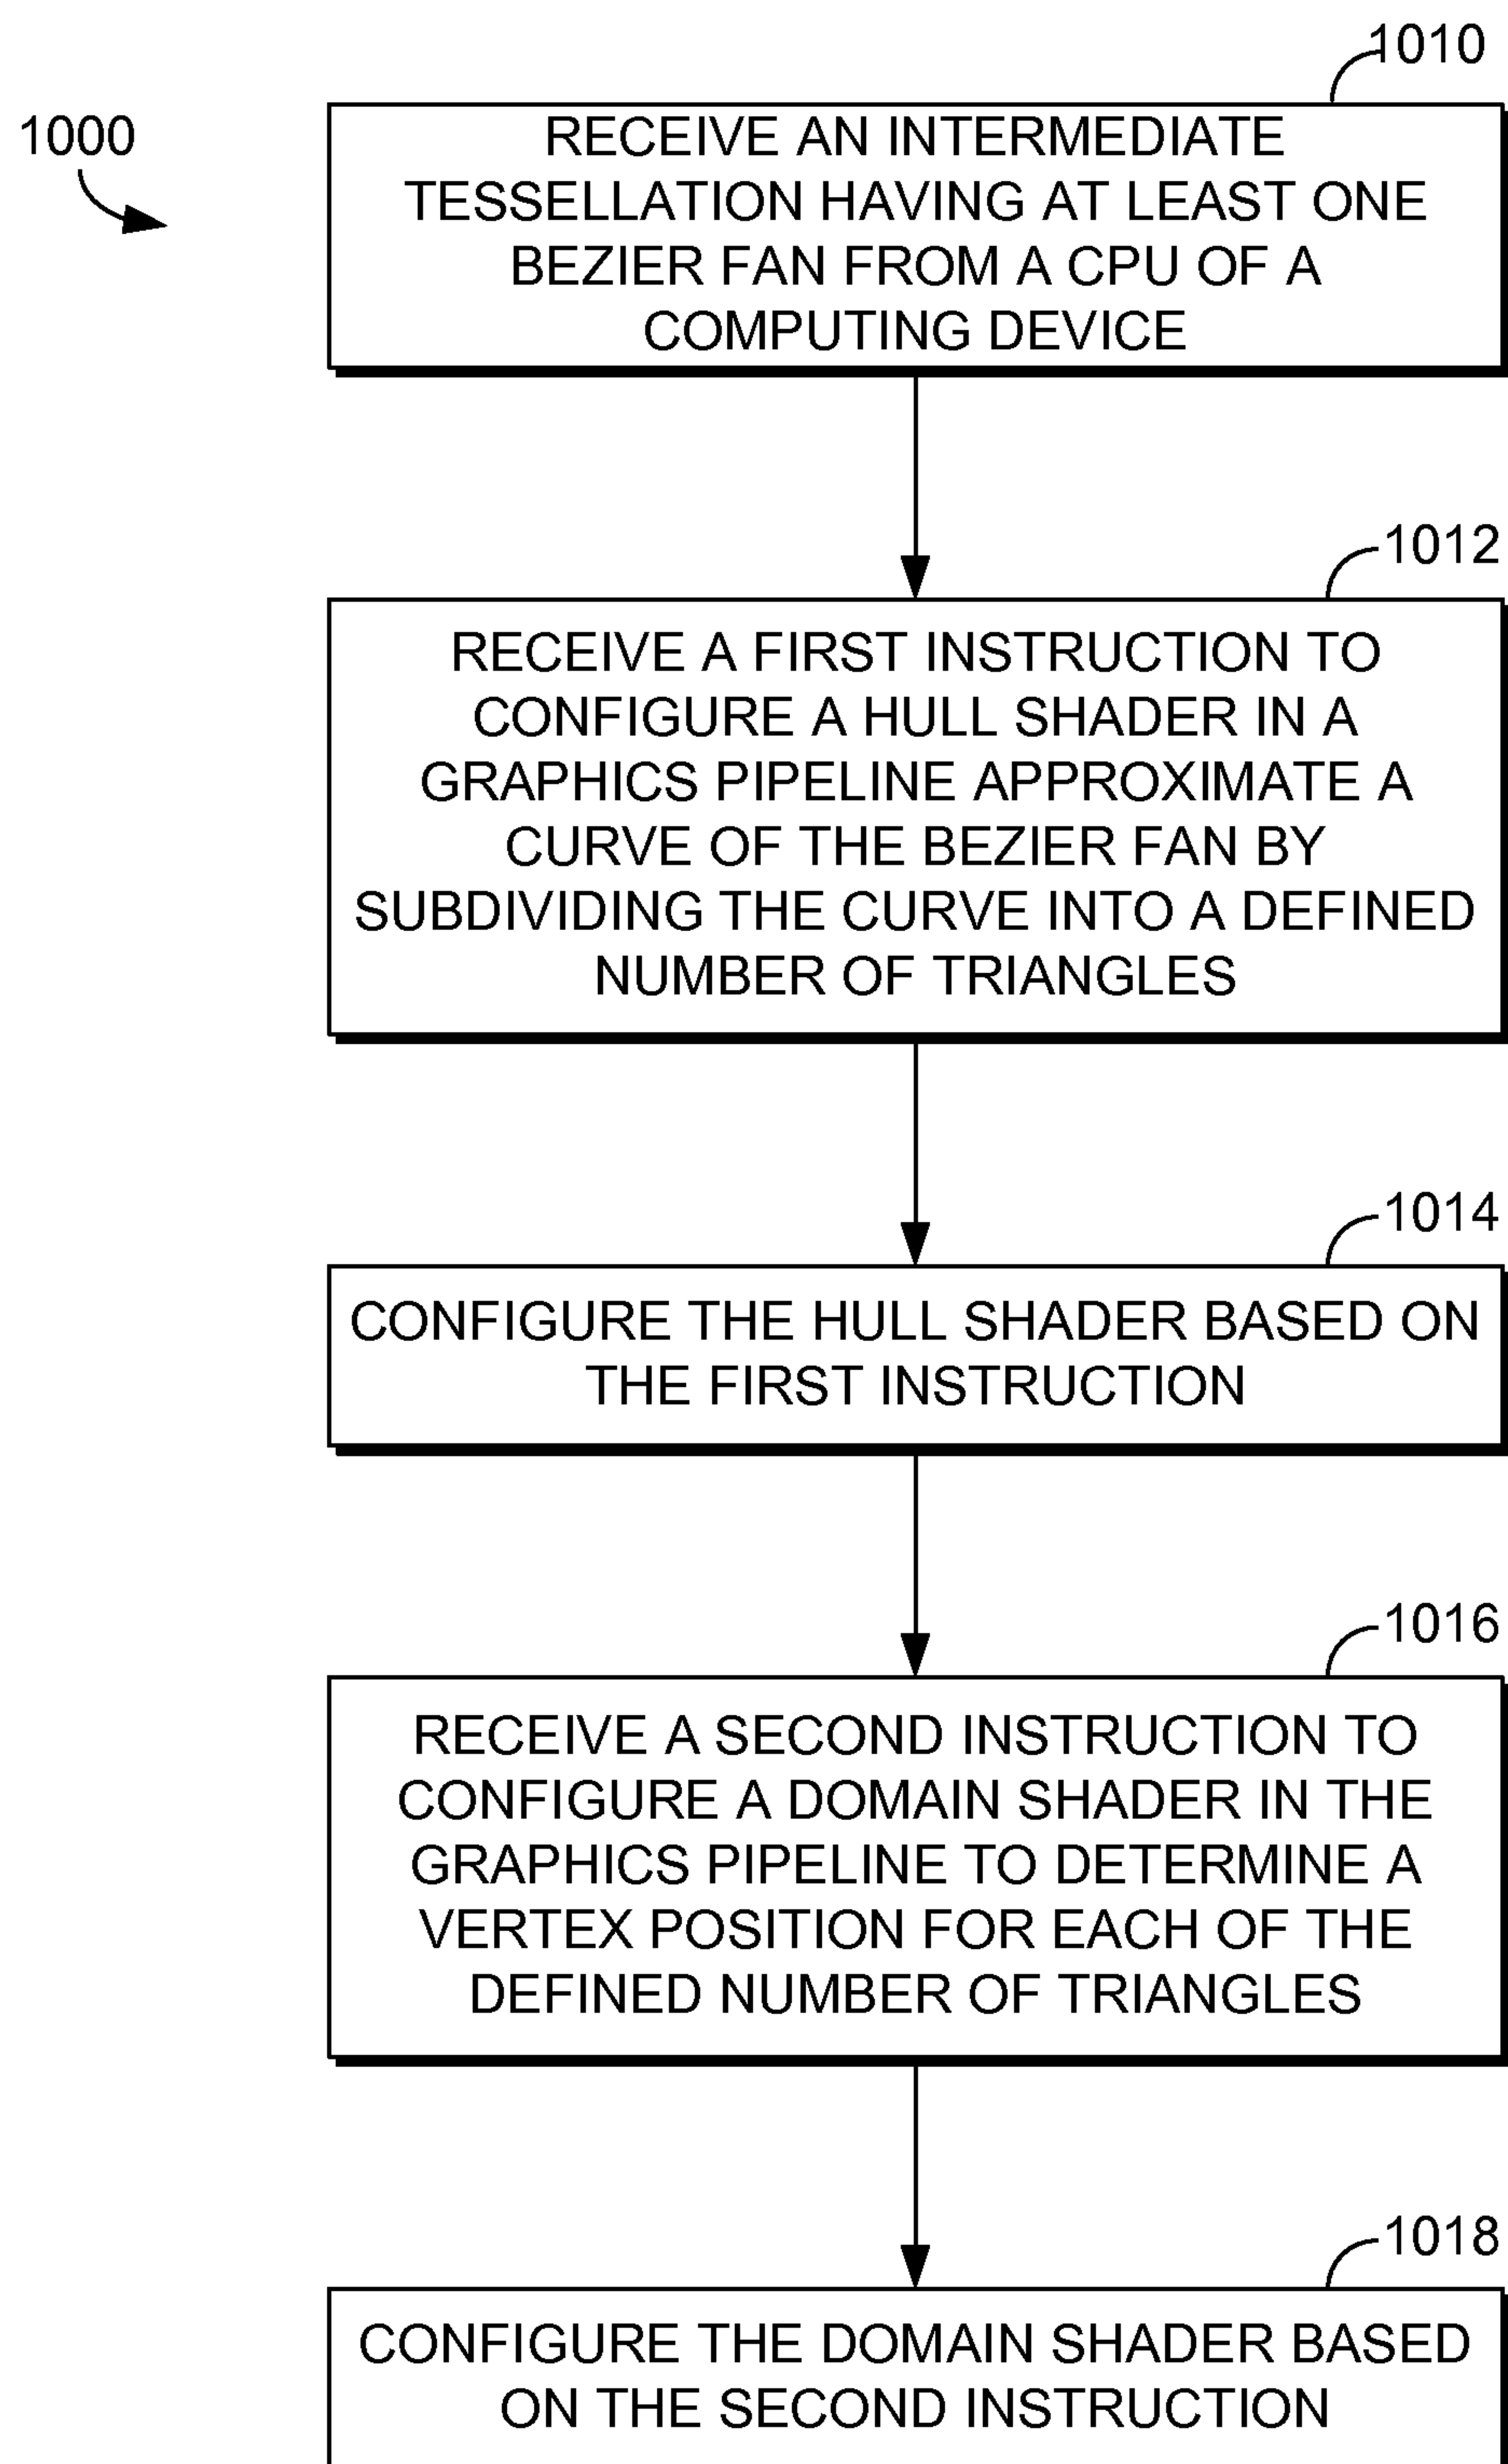 1010
1000
RECEIVE AN INTERMEDIATE
TESSELLATION HAVING AT LEAST ONE
BEZIER FAN FROM A CPU OF A
COMPUTING DEVICE
1012
RECEIVE A FIRST INSTRUCTION TO
CONFIGURE A HULL SHADER IN A
GRAPHICS PIPELINE APPROXIMATE A
CURVE OF THE BEZIER FAN BY
SUBDIVIDING THE CURVE INTO A DEFINED
NUMBER OF TRIANGLES
1014
CONFIGURE THE HULL SHADER BASED ON
THE FIRST INSTRUCTION
1016
RECEIVE A SECOND INSTRUCTION TO
CONFIGURE A DOMAIN SHADER IN THE
GRAPHICS PIPELINE TO DETERMINE A
VERTEX POSITION FOR EACH OF THE
DEFINED NUMBER OF TRIANGLES
1018
CONFIGURE THE DOMAIN SHADER BASED
ON THE SECOND INSTRUCTION